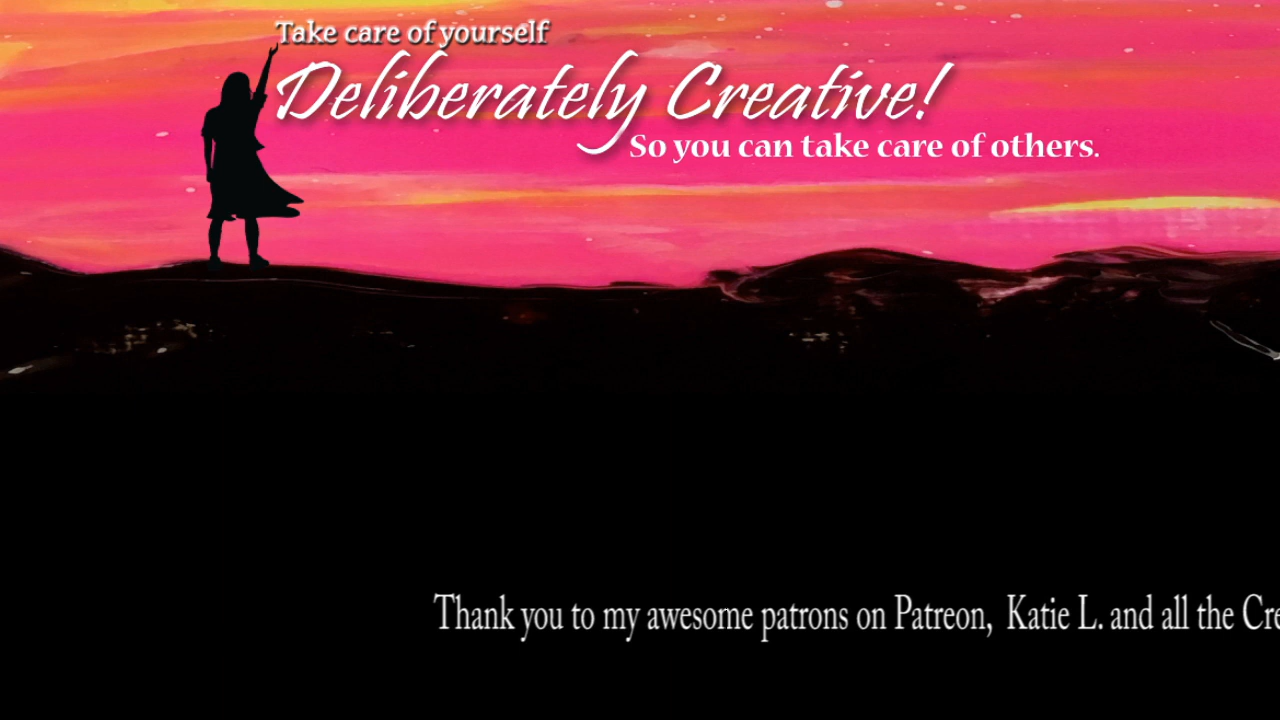 Take care of yourself
Deliberately Creative!
So you can take care of others.
Thank you to my awesome patrons on Patreon, Katie L. and all the Cre